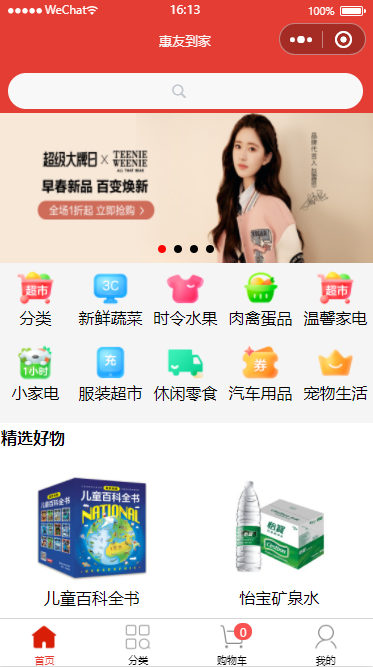 WeChat 16:13 100%
惠友到家
超级大牌日 × TEENIE WEENIE
ALL THAT BEAR
早春新品 百变焕新
全场1折起 立即抢购 >
品牌代言人
超市 3C 超市
分类 新鲜蔬菜 时令水果 肉禽蛋品 温馨家电
1小时 充 券
小家电 服装超市 休闲零食 汽车用品 宠物生活
精选好物
儿童百科全书
NATIONAL
怡宝
C'estbon
儿童百科全书 怡宝矿泉水
0
首页 分类 购物车 我的